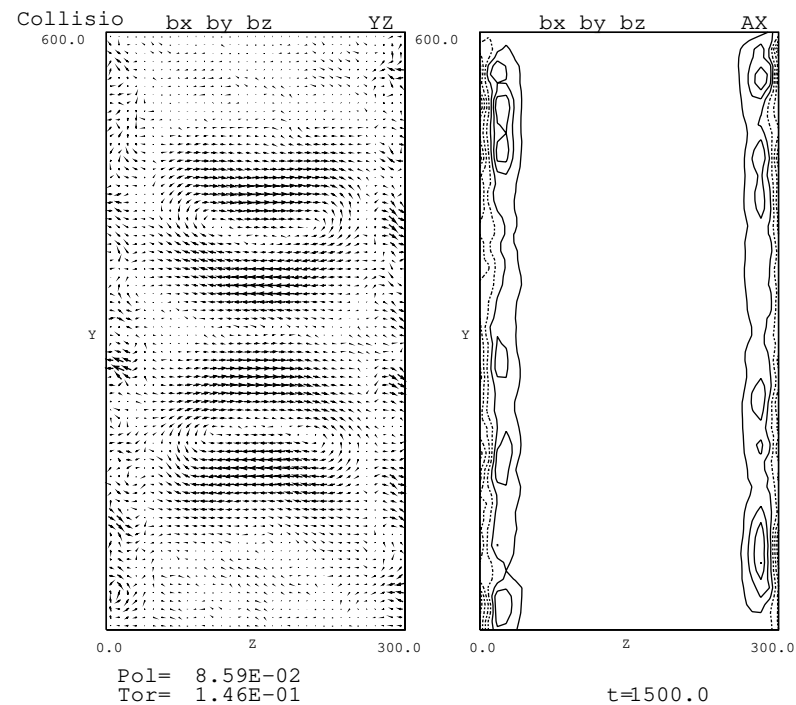 Collisio
bx by bz YZ
600.0
Y
0.0 Z 300.0
Pol= 8.59E-02
Tor= 1.46E-01
bx by bz AX
600.0
Y
0.0 Z 300.0
t=1500.0